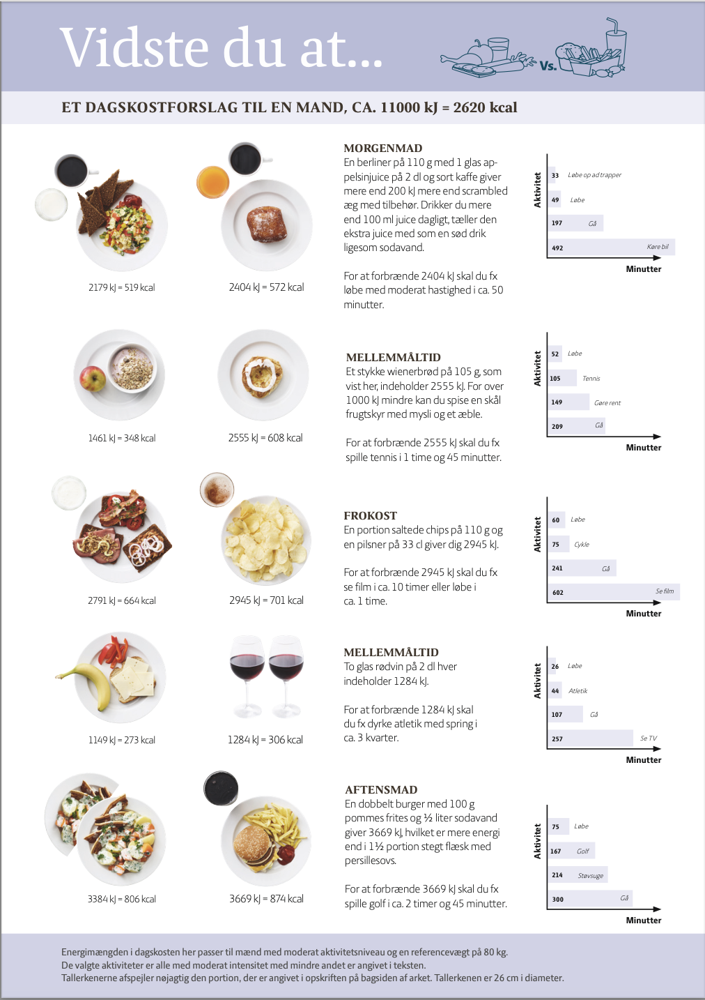 Vidste du at...
Vs.
ET DAGSKOSTFORSLAG TIL EN MAND, CA. 11000 kJ = 2620 kcal
2179 kJ = 519 kcal
2404 kJ = 572 kcal
MORGENMAD
En berliner på 110 g med 1 glas ap-
pelsinjuice på 2 dl og sort kaffe giver
mere end 200 kJ mere end scrambled
æg med tilbehør. Drikker du mere
end 100 ml juice dagligt, tæller den
ekstra juice med som en sød drik
ligesom sodavand.
For at forbrænde 2404 kJ skal du fx
løbe med moderat hastighed i ca. 50
minutter.
Aktivitet
33 Løbe op ad trapper
49 Løbe
197 Gå
492 Køre bil
Minutter
1461 kJ = 348 kcal
2555 kJ = 608 kcal
MELLEMMÅLTID
Et stykke wienerbrød på 105 g, som
vist her, indeholder 2555 kJ. For over
1000 kJ mindre kan du spise en skål
frugtskyr med mysli og et æble.
For at forbrænde 2555 kJ skal du fx
spille tennis i 1 time og 45 minutter.
Aktivitet
52 Løbe
105 Tennis
149 Gøre rent
209 Gå
Minutter
2791 kJ = 664 kcal
2945 kJ = 701 kcal
FROKOST
En portion saltede chips på 110 g og
en pilsner på 33 cl giver dig 2945 kJ.
For at forbrænde 2945 kJ skal du fx
se film i ca. 10 timer eller løbe i
ca. 1 time.
Aktivitet
60 Løbe
75 Cykle
241 Gå
602 Se film
Minutter
1149 kJ = 273 kcal
1284 kJ = 306 kcal
MELLEMMÅLTID
To glas rødvin på 2 dl hver
indeholder 1284 kJ.
For at forbrænde 1284 kJ skal
du fx dyrke atletik med spring i
ca. 3 kvarter.
Aktivitet
26 Løbe
44 Atletik
107 Gå
257 Se TV
Minutter
3384 kJ = 806 kcal
3669 kJ = 874 kcal
AFTENSMAD
En dobbelt burger med 100 g
pommes frites og ½ liter sodavand
giver 3669 kJ, hvilket er mere energi
end i 1½ portion stegt flæsk med
persillesovs.
For at forbrænde 3669 kJ skal du fx
spille golf i ca. 2 timer og 45 minutter.
Aktivitet
75 Løbe
167 Golf
214 Støvsuge
300 Gå
Minutter
Energimængden i dagskosten her passer til mænd med moderat aktivitetsniveau og en referencevægt på 80 kg.
De valgte aktiviteter er alle med moderat intensitet med mindre andet er angivet i teksten.
Tallerkenerne afspejler nøjagtig den portion, der er angivet i opskriften på bagsiden af arket. Tallerkenen er 26 cm i diameter.